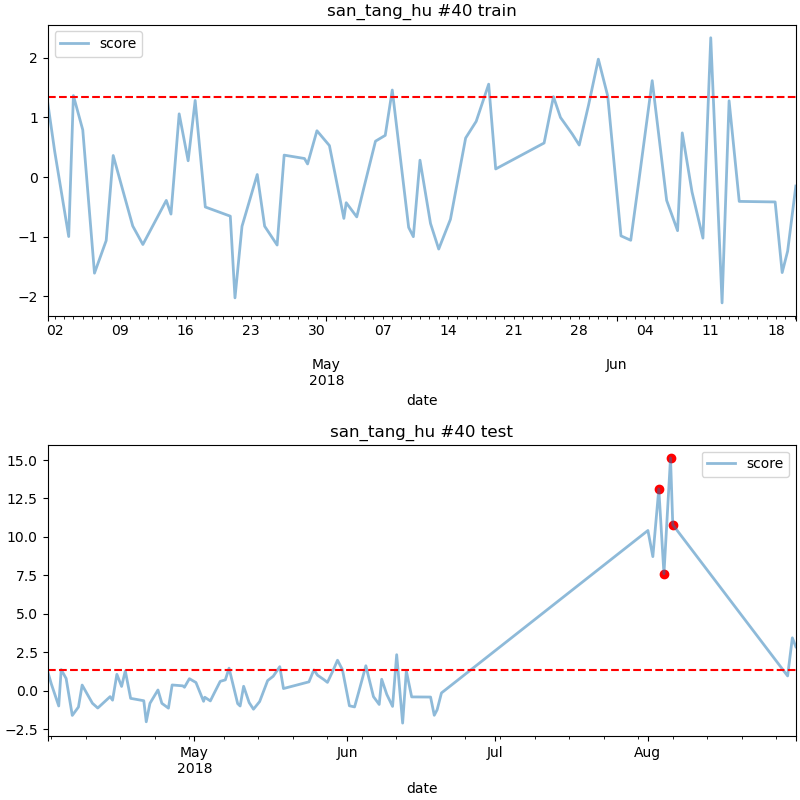 san_tang_hu #40 train
score
2
1
0
−1
−2
02 09 16 23 30 07 14 21 28 04 11 18
May Jun
2018
date
san_tang_hu #40 test
score
15.0
12.5
10.0
7.5
5.0
2.5
0.0
−2.5
May Jun Jul Aug
2018
date